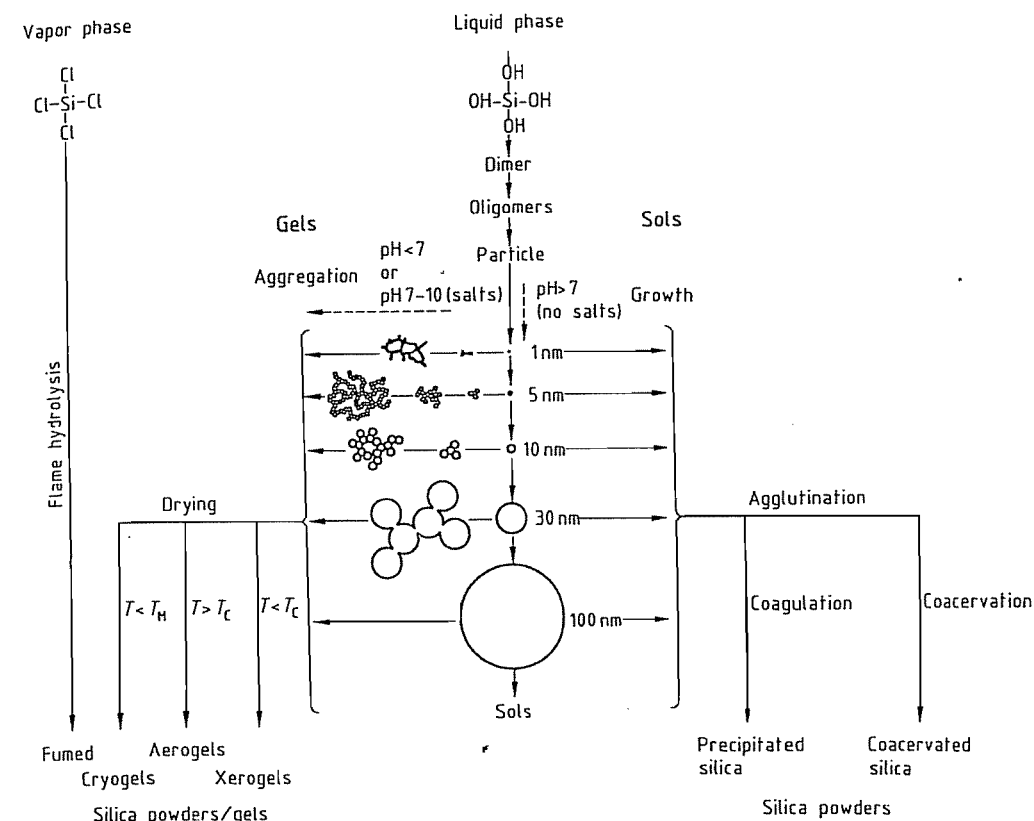 Vapor phase
Liquid phase
Cl
Cl-Si-Cl
Cl
OH
OH-Si-OH
OH
Dimer
Oligomers
Gels
Sols
pH<7
or
pH 7-10 (salts)
Aggregation
Particle
pH>7
(no salts)
Growth
1 nm
5 nm
10 nm
30 nm
100 nm
Flame hydrolysis
Drying
T<T_M
T>T_C
T<T_C
Agglutination
Coagulation
Coacervation
Sols
Fumed
Cryogels
Aerogels
Xerogels
Silica powders/gels
Precipitated
silica
Coacervated
silica
Silica powders